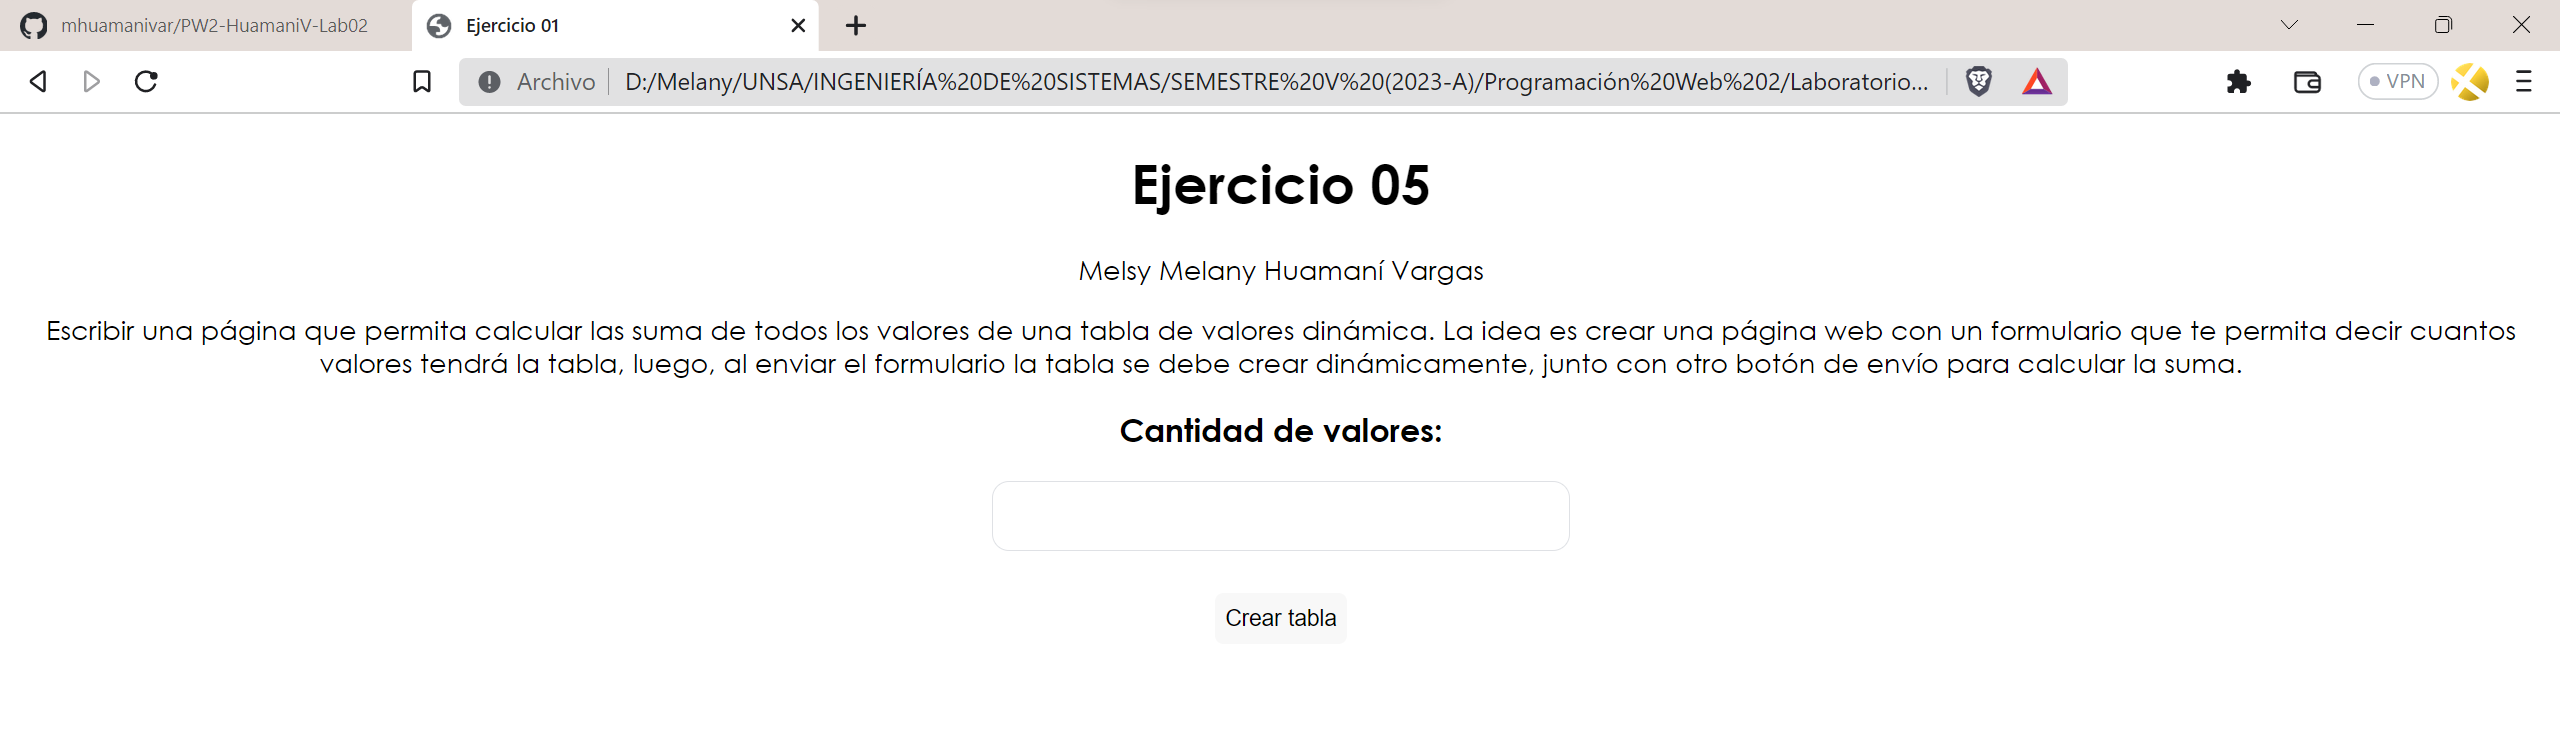 mhuamanivar/PW2-HuamaniV-Lab02
Ejercicio 01
Archivo
D:/Melany/UNSA/INGENIERÍA%20DE%20SISTEMAS/SEMESTRE%20V%20(2023-A)/Programación%20Web%202/Laboratorio...
VPN
Ejercicio 05
Melsy Melany Huamaní Vargas
Escribir una página que permita calcular las suma de todos los valores de una tabla de valores dinámica. La idea es crear una página web con un formulario que te permita decir cuantos
valores tendrá la tabla, luego, al enviar el formulario la tabla se debe crear dinámicamente, junto con otro botón de envío para calcular la suma.
Cantidad de valores:
Crear tabla